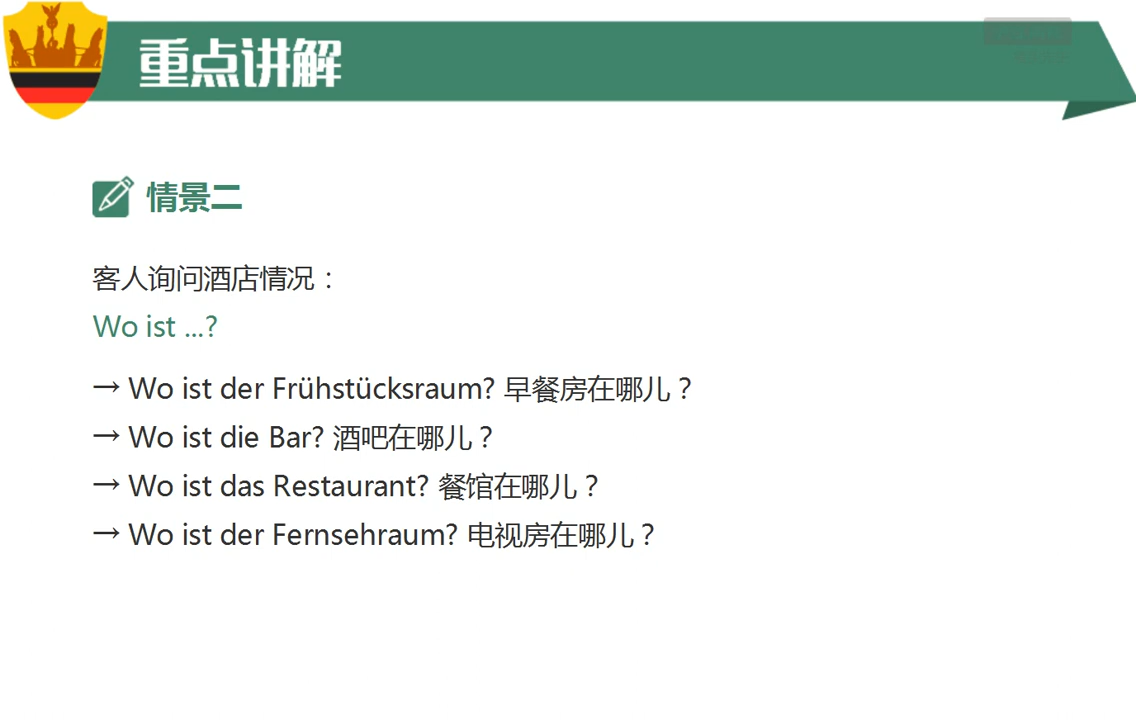 重点讲解
情景二
客人询问酒店情况：
Wo ist ...?
→ Wo ist der Frühstücksraum? 早餐房在哪儿？
→ Wo ist die Bar? 酒吧在哪儿？
→ Wo ist das Restaurant? 餐馆在哪儿？
→ Wo ist der Fernsehraum? 电视房在哪儿？